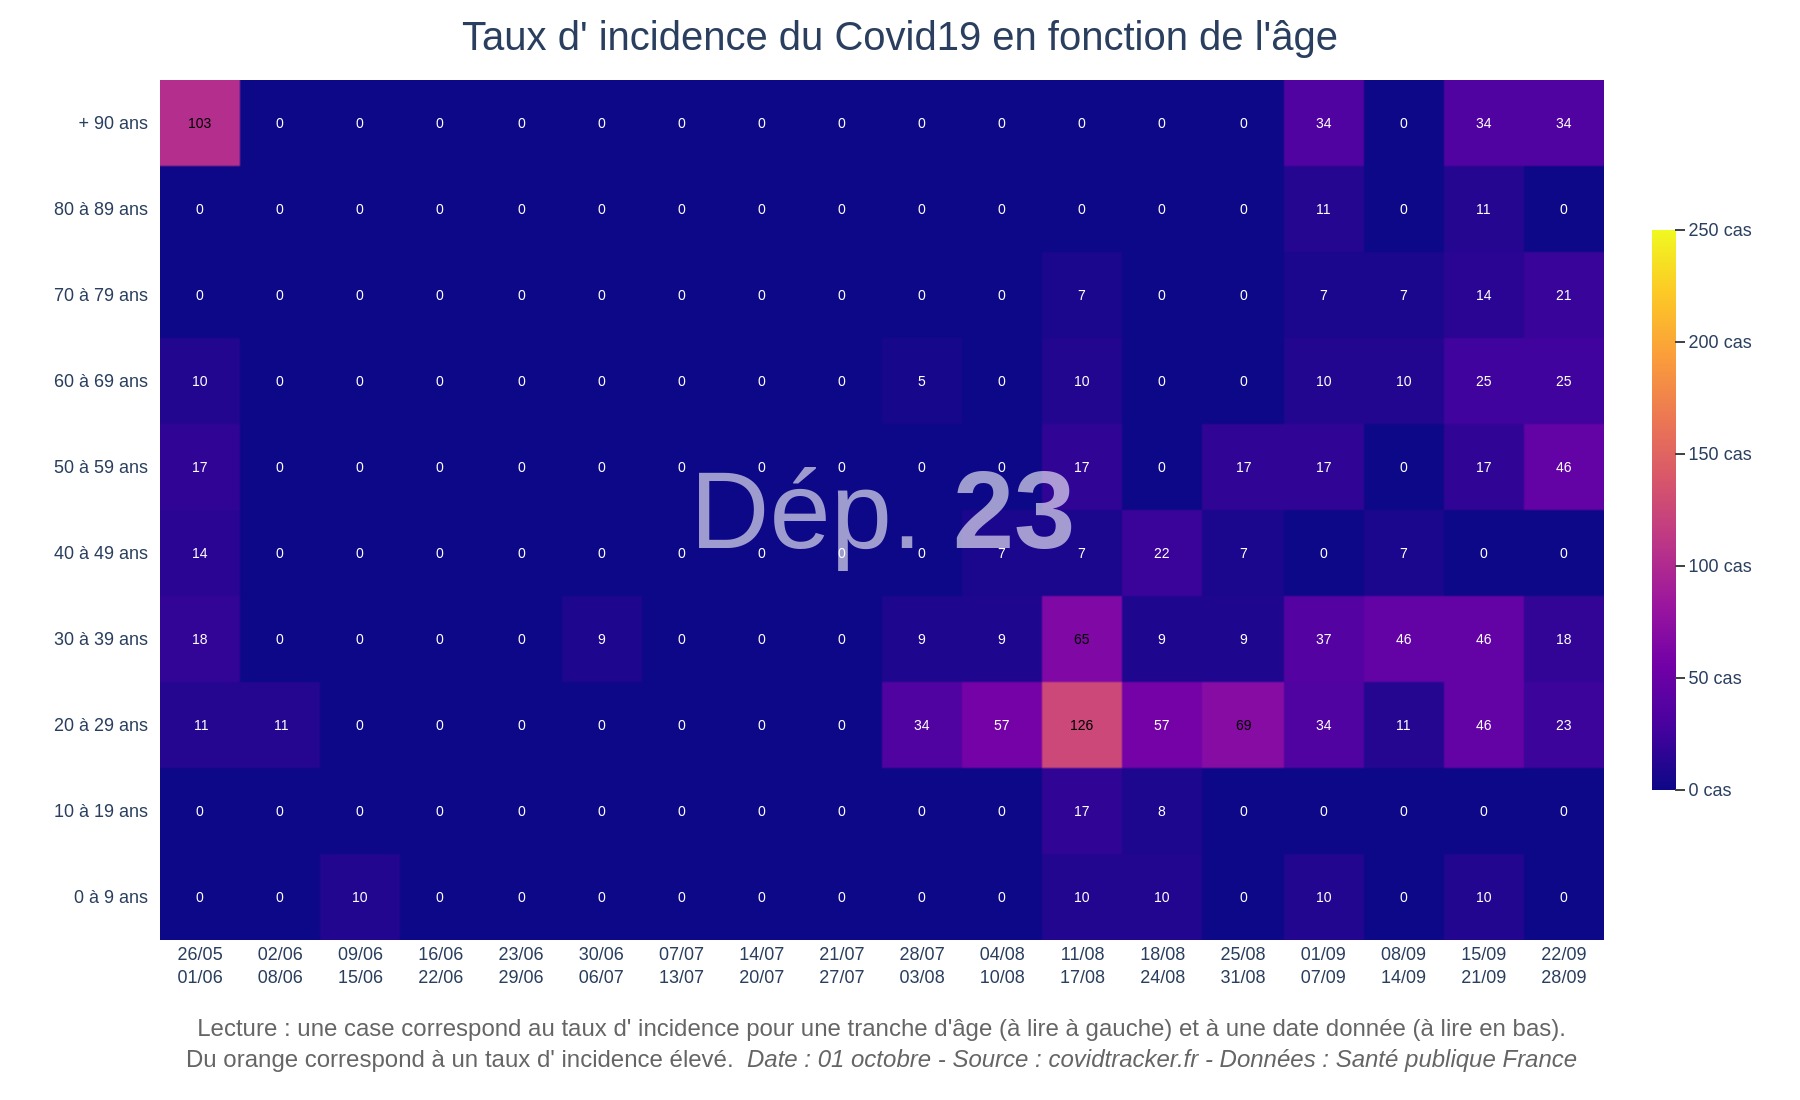 Taux d' incidence du Covid19 en fonction de l'âge
+ 90 ans 103 0 0 0 0 0 0 0 0 0 0 0 0 0 34 0 34 34
80 à 89 ans 0 0 0 0 0 0 0 0 0 0 0 0 0 0 11 0 11 0
250 cas
70 à 79 ans 0 0 0 0 0 0 0 0 0 0 0 7 0 0 7 7 14 21
200 cas
60 à 69 ans 10 0 0 0 0 0 0 0 0 5 0 10 0 0 10 10 25 25
150 cas
50 à 59 ans 17 0 0 0 0 0 0 0 0 0 0 17 0 17 17 0 17 46
Dép. 23
40 à 49 ans 14 0 0 0 0 0 0 0 0 0 7 7 22 7 0 7 0 0
100 cas
30 à 39 ans 18 0 0 0 0 9 0 0 0 9 9 65 9 9 37 46 46 18
50 cas
20 à 29 ans 11 11 0 0 0 0 0 0 0 34 57 126 57 69 34 11 46 23
0 cas
10 à 19 ans 0 0 0 0 0 0 0 0 0 0 0 17 8 0 0 0 0 0
0 à 9 ans 0 0 10 0 0 0 0 0 0 0 0 10 10 0 10 0 10 0
26/05 02/06 09/06 16/06 23/06 30/06 07/07 14/07 21/07 28/07 04/08 11/08 18/08 25/08 01/09 08/09 15/09 22/09
01/06 08/06 15/06 22/06 29/06 06/07 13/07 20/07 27/07 03/08 10/08 17/08 24/08 31/08 07/09 14/09 21/09 28/09
Lecture : une case correspond au taux d' incidence pour une tranche d'âge (à lire à gauche) et à une date donnée (à lire en bas).
Du orange correspond à un taux d' incidence élevé. Date : 01 octobre - Source : covidtracker.fr - Données : Santé publique France